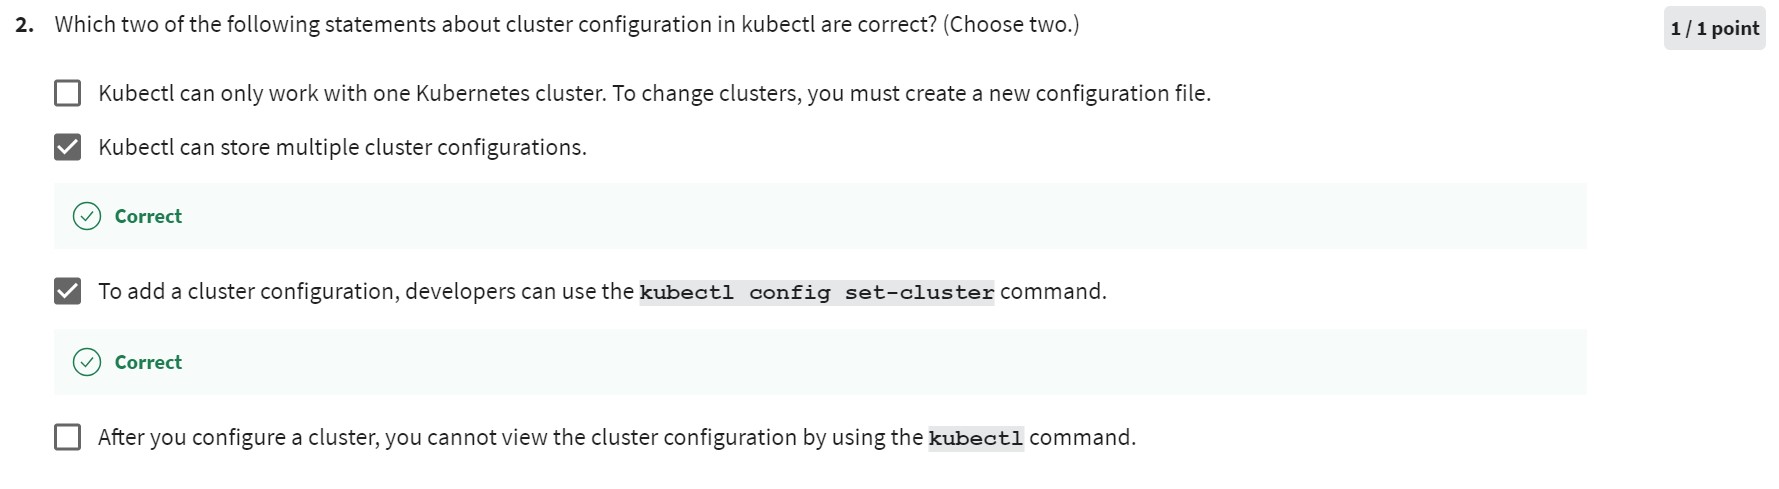 2. Which two of the following statements about cluster configuration in kubectl are correct? (Choose two.)
1 / 1 point
Kubectl can only work with one Kubernetes cluster. To change clusters, you must create a new configuration file.
Kubectl can store multiple cluster configurations.
Correct
To add a cluster configuration, developers can use the kubectl config set-cluster command.
Correct
After you configure a cluster, you cannot view the cluster configuration by using the kubectl command.